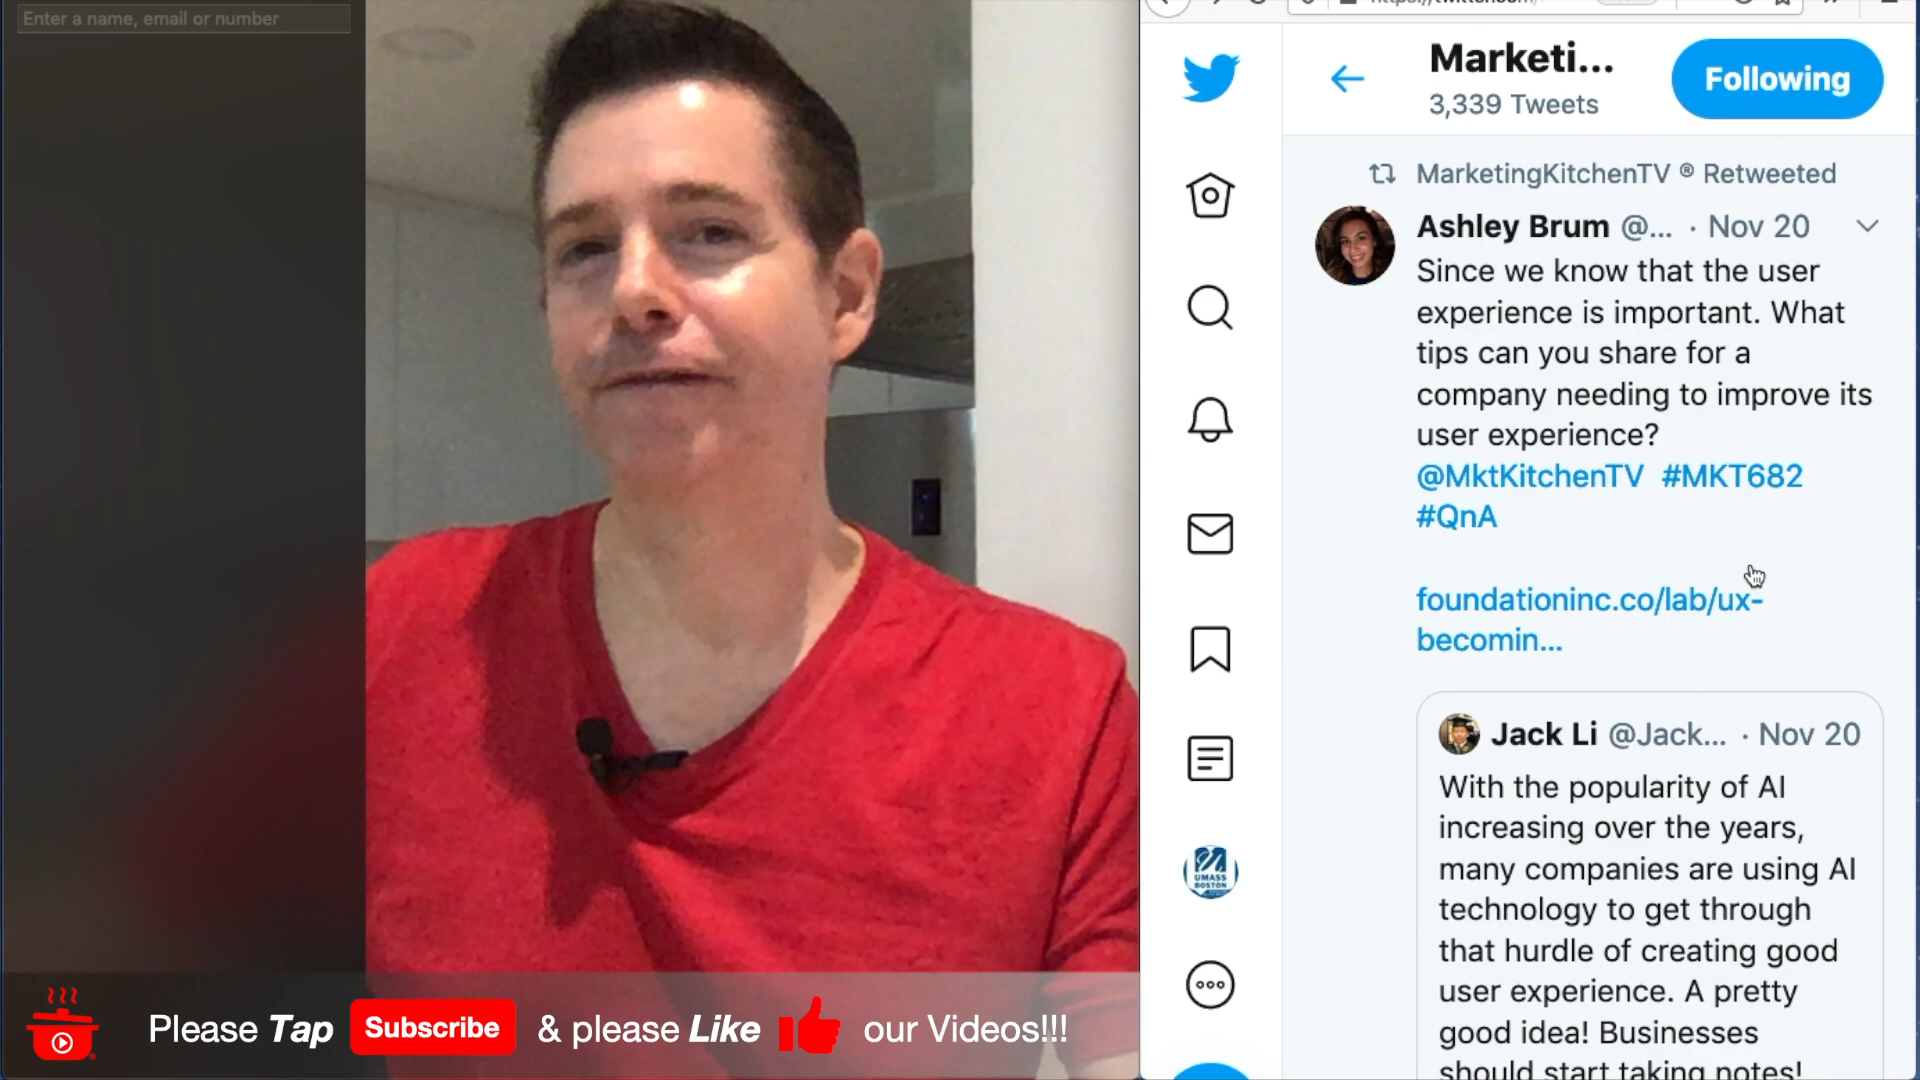 Enter a name, email or number
Marketi...
3,339 Tweets
Following
MarketingKitchenTV ® Retweeted
Ashley Brum @... · Nov 20
Since we know that the user
experience is important. What
tips can you share for a
company needing to improve its
user experience?
@MktKitchenTV #MKT682
#QnA
foundationinc.co/lab/ux-
becomin...
Jack Li @Jack... · Nov 20
With the popularity of AI
increasing over the years,
many companies are using AI
technology to get through
that hurdle of creating good
user experience. A pretty
good idea! Businesses
should start taking notes!
UMASS
BOSTON
Please Tap Subscribe & please Like our Videos!!!